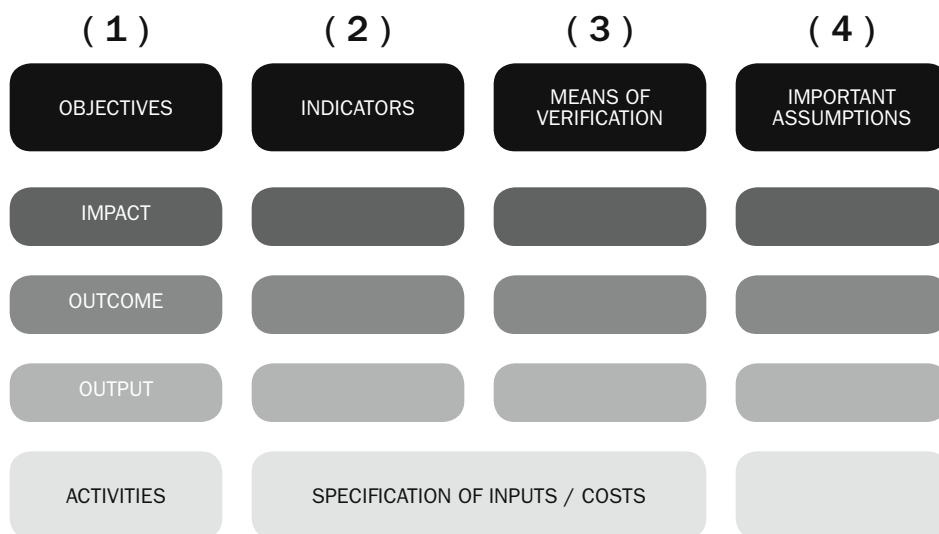 ( 1 )
( 2 )
( 3 )
( 4 )
OBJECTIVES
INDICATORS
MEANS OF
VERIFICATION
IMPORTANT
ASSUMPTIONS
IMPACT
OUTCOME
OUTPUT
ACTIVITIES
SPECIFICATION OF INPUTS / COSTS